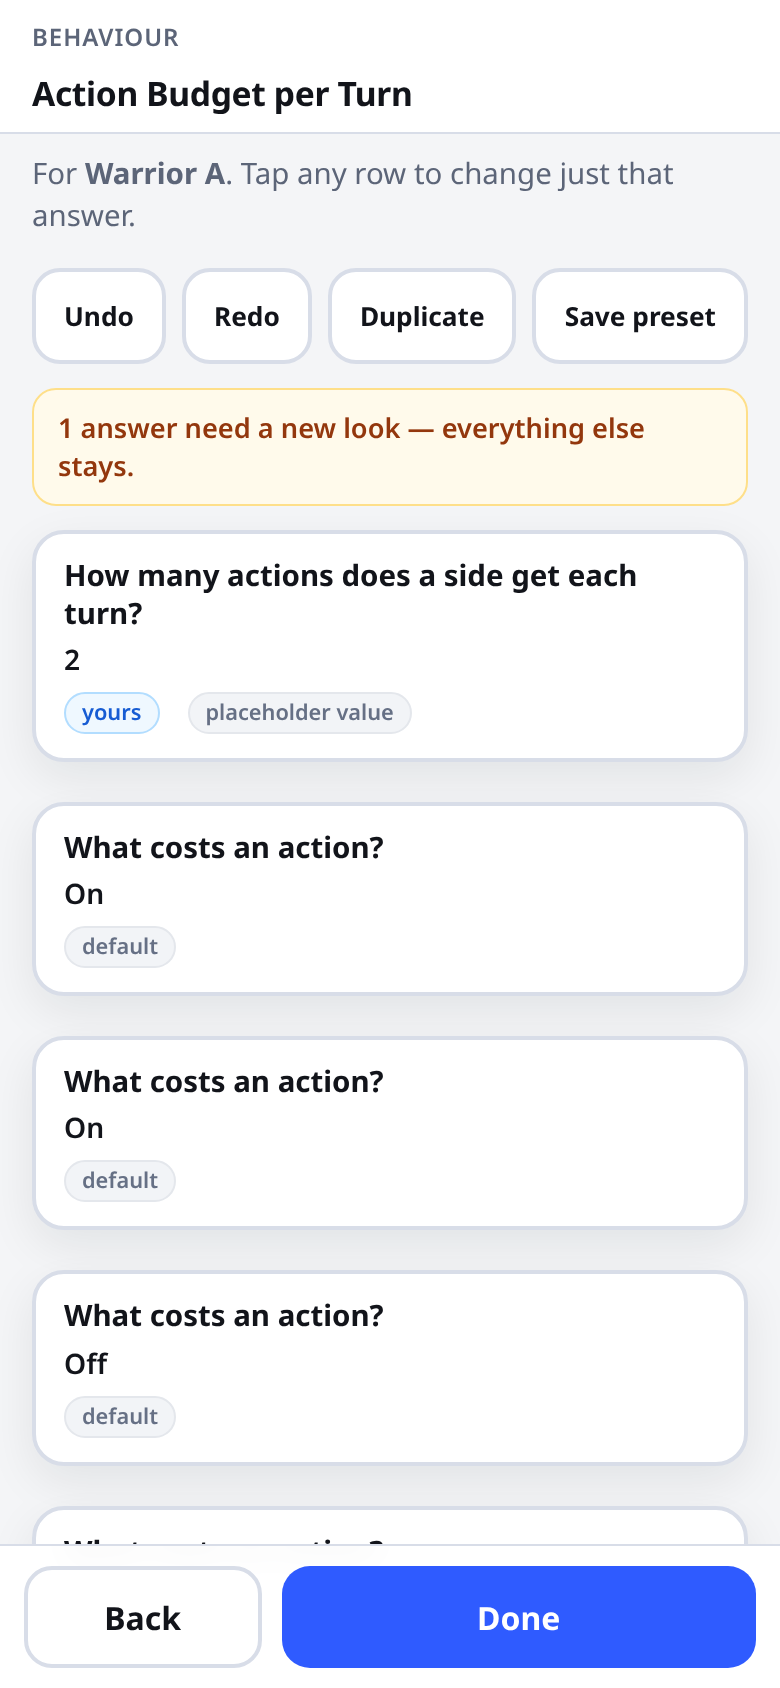 BEHAVIOUR
Action Budget per Turn
For Warrior A. Tap any row to change just that
answer.
Undo
Redo
Duplicate
Save preset
1 answer need a new look — everything else
stays.
How many actions does a side get each
turn?
2
yours
placeholder value
What costs an action?
On
default
What costs an action?
On
default
What costs an action?
Off
default
Back
Done